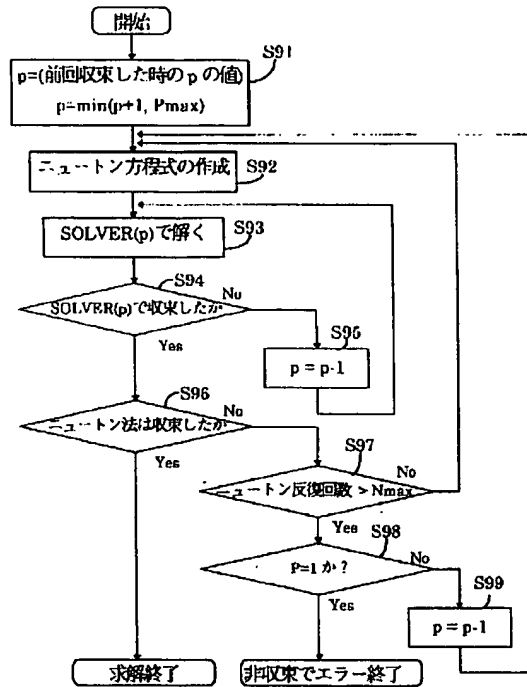 開始
S91
p=(前回収束した時の p の値)
p=min(p+1, Pmax)
ニュートン方程式の作成
S92
SOLVER(p)で解く
S93
S94
No
SOLVER(p)で収束したか
Yes
S95
p = p-1
S96
No
ニュートン法は収束したか
Yes
S97
No
ニュートン反復回数 > Nmax
Yes
S98
No
P=1 か?
Yes
S99
p = p-1
求解終了
非収束でエラー終了